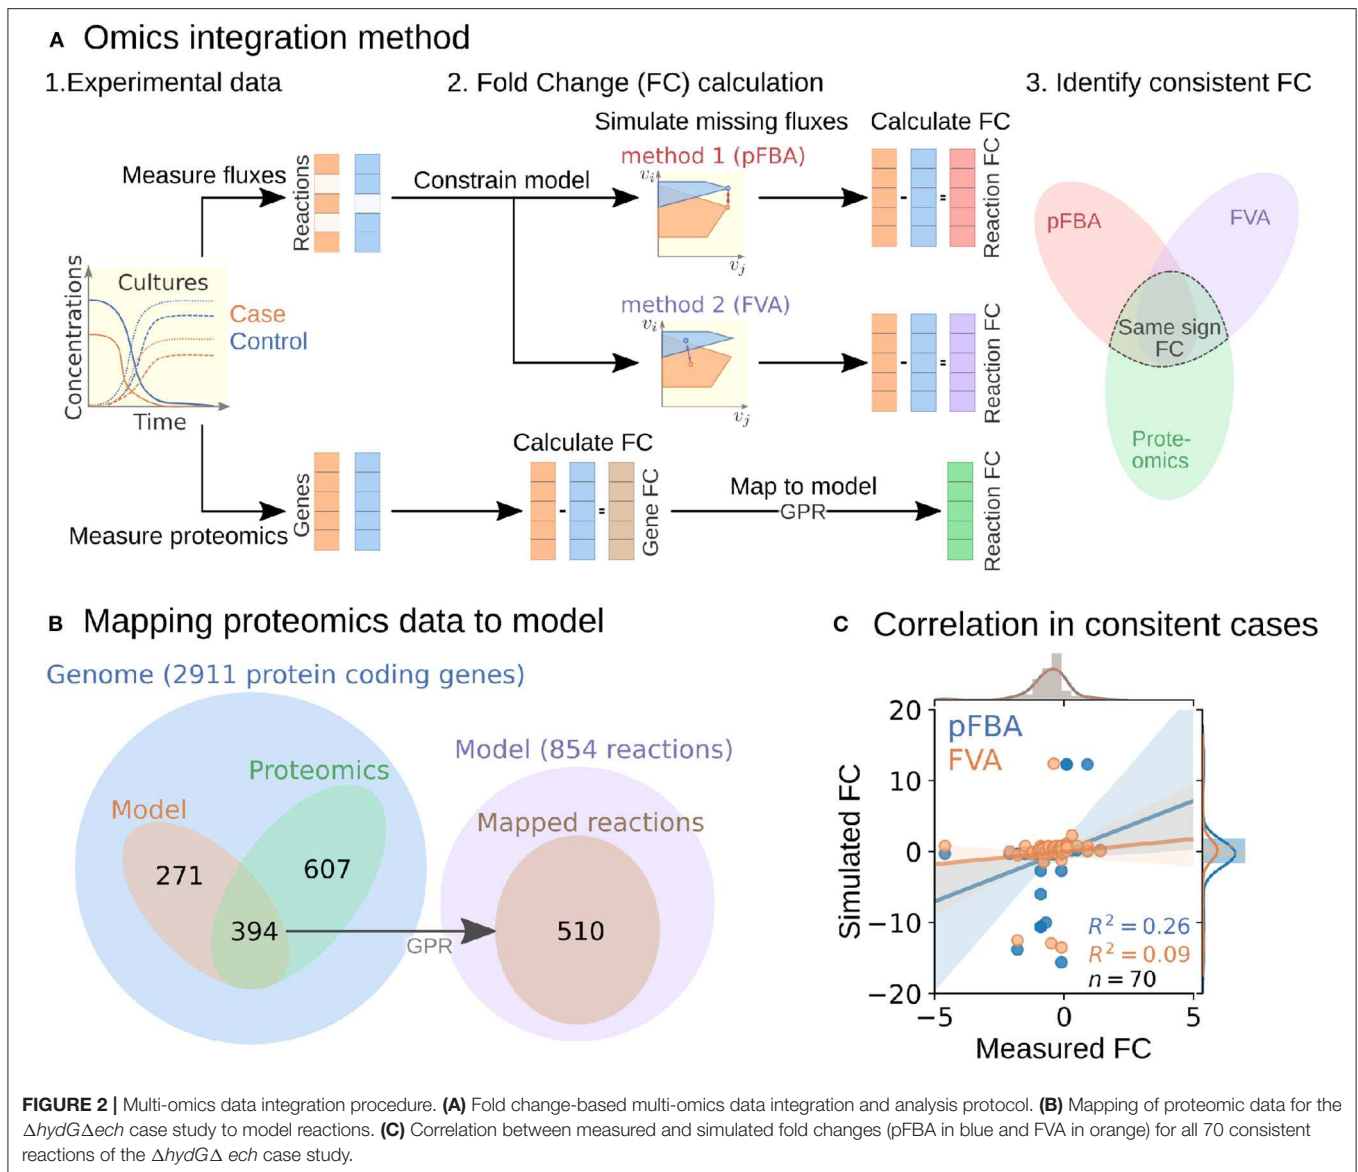 A Omics integration method
1.Experimental data
2. Fold Change (FC) calculation
3. Identify consistent FC
Simulate missing fluxes
Calculate FC
Measure fluxes
Reactions
Constrain model
method 1 (pFBA)
vi
vj
Reaction FC
- =
pFBA
FVA
Same sign
FC
Prote-
omics
Concentrations
Cultures
Case
Control
Time
method 2 (FVA)
vi
vj
- =
Reaction FC
Measure proteomics
Genes
Calculate FC
- =
Gene FC
Map to model
GPR
Reaction FC
B Mapping proteomics data to model
Genome (2911 protein coding genes)
Model
Proteomics
271
607
394
GPR
Model (854 reactions)
Mapped reactions
510
C Correlation in consitent cases
pFBA
FVA
Simulated FC
20
10
0
−10
−20
R² = 0.26
R² = 0.09
n = 70
−5
0
5
Measured FC
FIGURE 2 | Multi-omics data integration procedure. (A) Fold change-based multi-omics data integration and analysis protocol. (B) Mapping of proteomic data for the
ΔhydGΔech case study to model reactions. (C) Correlation between measured and simulated fold changes (pFBA in blue and FVA in orange) for all 70 consistent
reactions of the ΔhydGΔ ech case study.